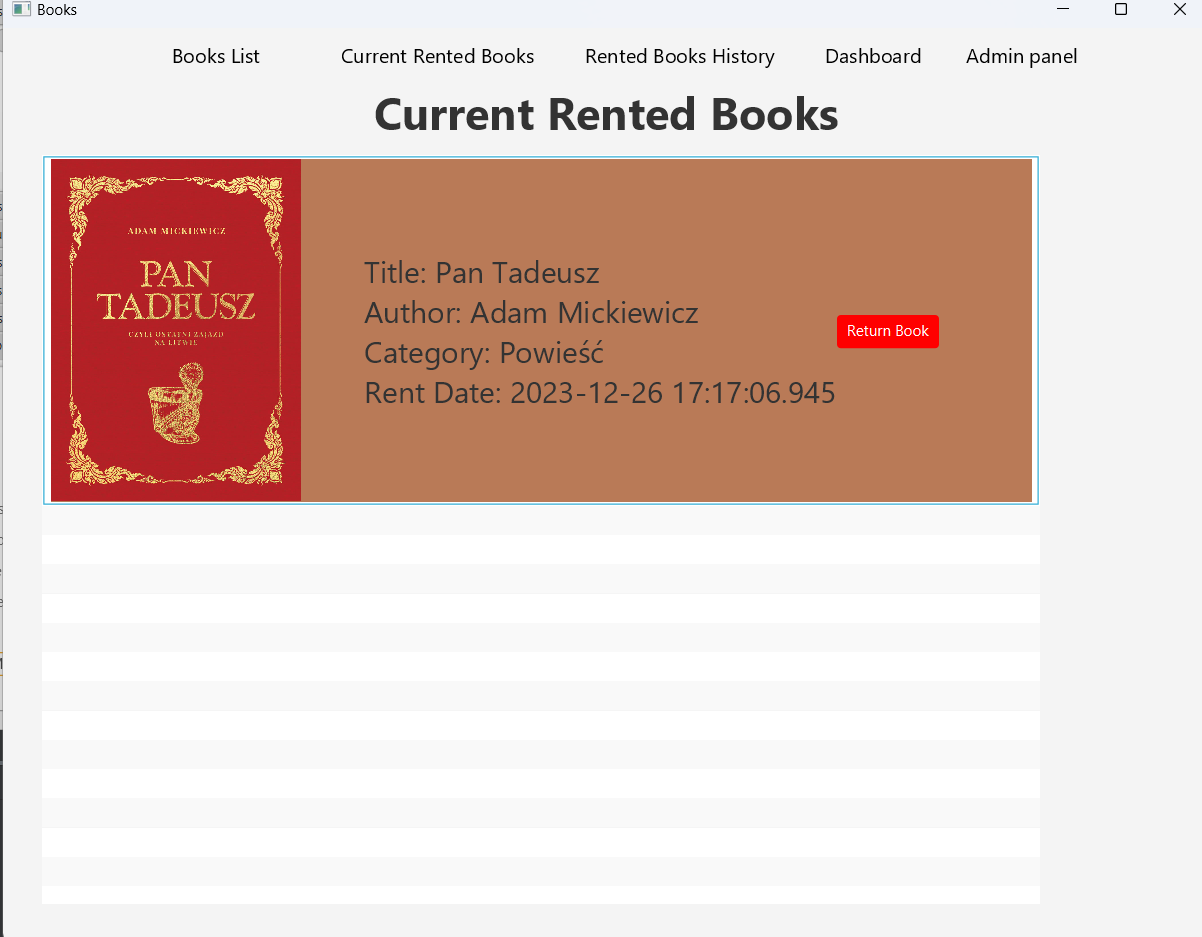 Books
Books List Current Rented Books Rented Books History Dashboard Admin panel
Current Rented Books
ADAM MICKIEWICZ
PAN
TADEUSZ
CZYLI OSTATNI ZAJAZD
NA LITWIE
Title: Pan Tadeusz
Author: Adam Mickiewicz
Category: Powieść
Rent Date: 2023-12-26 17:17:06.945
Return Book